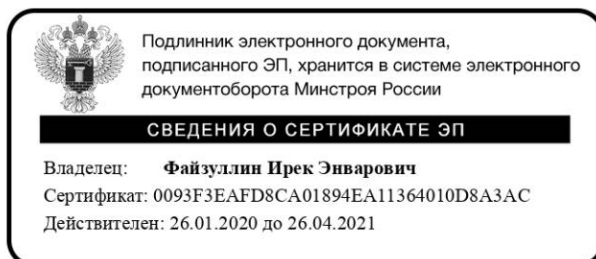 Подлинник электронного документа,
подписанного ЭП, хранится в системе электронного
документооборота Минстроя России
СВЕДЕНИЯ О СЕРТИФИКАТЕ ЭП
Владелец: Файзуллин Ирек Энварович
Сертификат: 0093F3EAFD8CA01894EA11364010D8A3AC
Действителен: 26.01.2020 до 26.04.2021